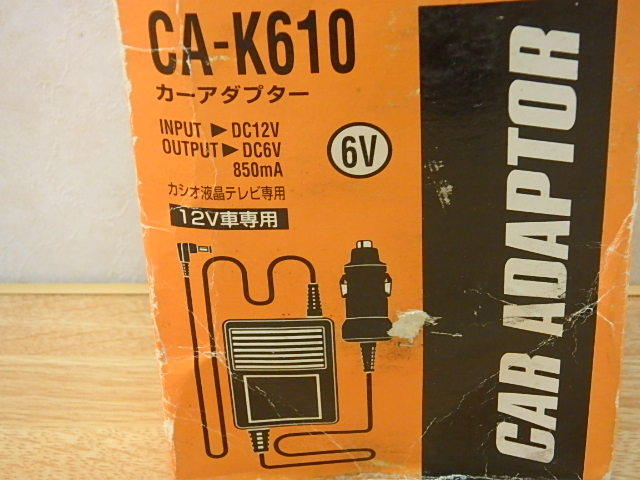 CA-K610
カーアダプター
INPUT ▶ DC12V
OUTPUT ▶ DC6V
850mA
6V
カシオ液晶テレビ専用
12V車専用
CAR ADAPTOR